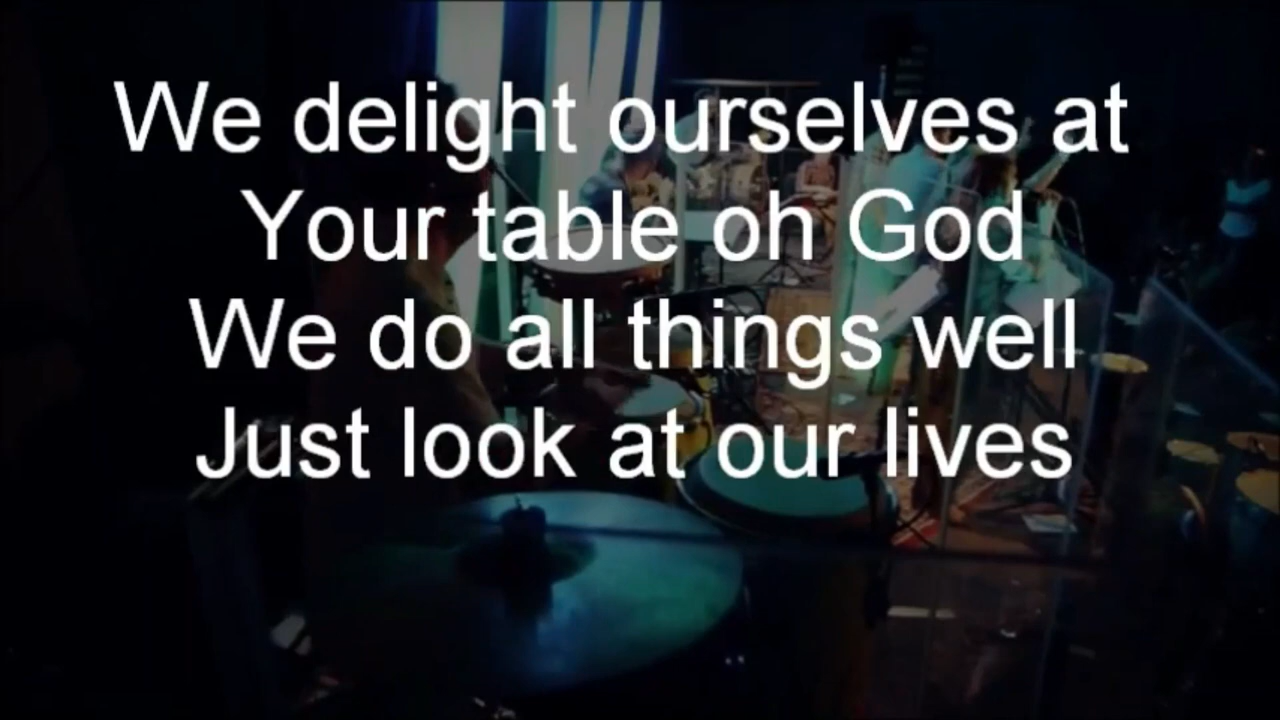 We delight ourselves at
Your table oh God
We do all things well
Just look at our lives